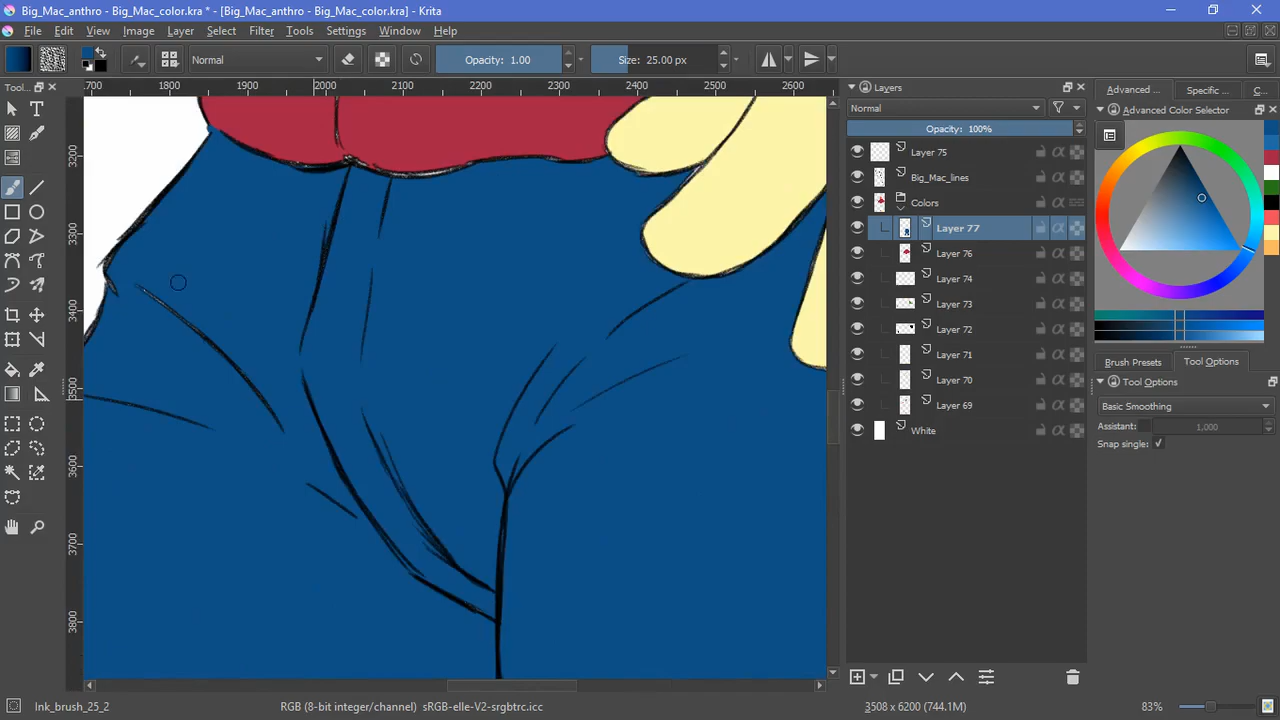 Big_Mac_anthro - Big_Mac_color.kra * - [Big_Mac_anthro - Big_Mac_color.kra] - Krita
File Edit View Image Layer Select Filter Tools Settings Window Help
Normal
Opacity: 1.00
Size: 25.00 px
Tool...
1700 1800 1900 2000 2100 2200 2300 2400 2500 2600
3200
3300
3400
3500
3600
3700
3800
Layers
Normal
Opacity: 100%
Layer 75
Big_Mac_lines
Colors
Layer 77
Layer 76
Layer 74
Layer 73
Layer 72
Layer 71
Layer 70
Layer 69
White
Advanced ... Specific ... C...
Advanced Color Selector
Brush Presets Tool Options
Tool Options
Basic Smoothing
Assistant: 1,000
Snap single:
Ink_brush_25_2
RGB (8-bit integer/channel) sRGB-elle-V2-srgbtrc.icc
3508 x 6200 (744.1M)
83%